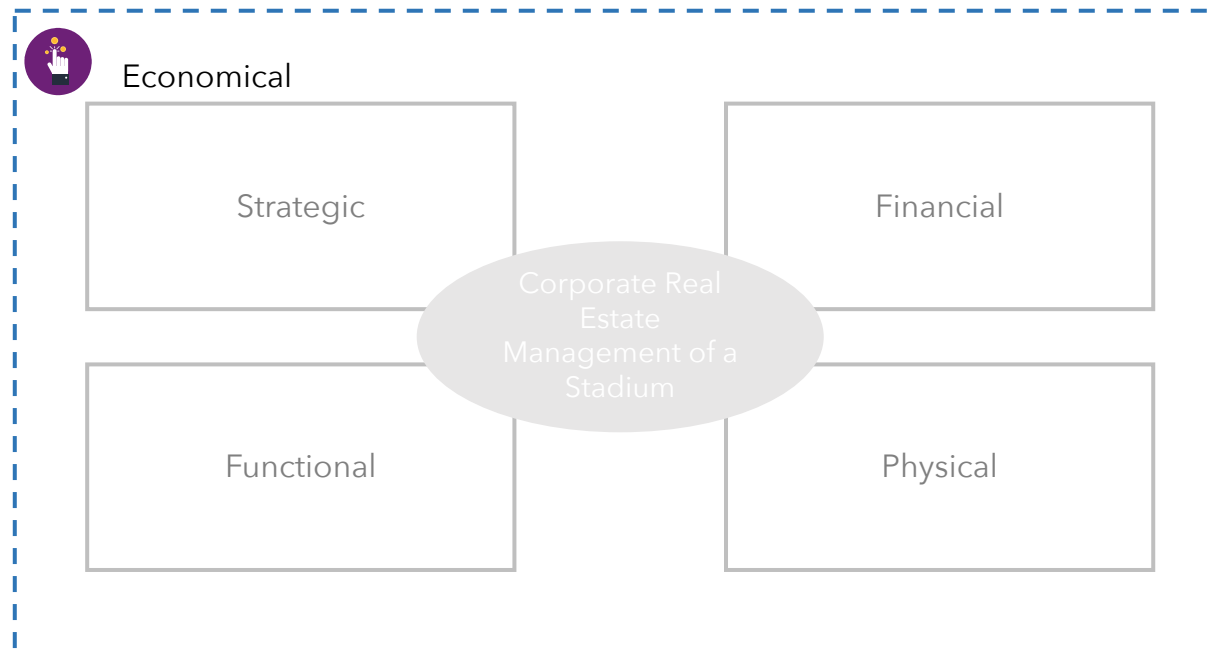 Economical
Strategic
Financial
Corporate Real
Estate
Management of a
Stadium
Functional
Physical